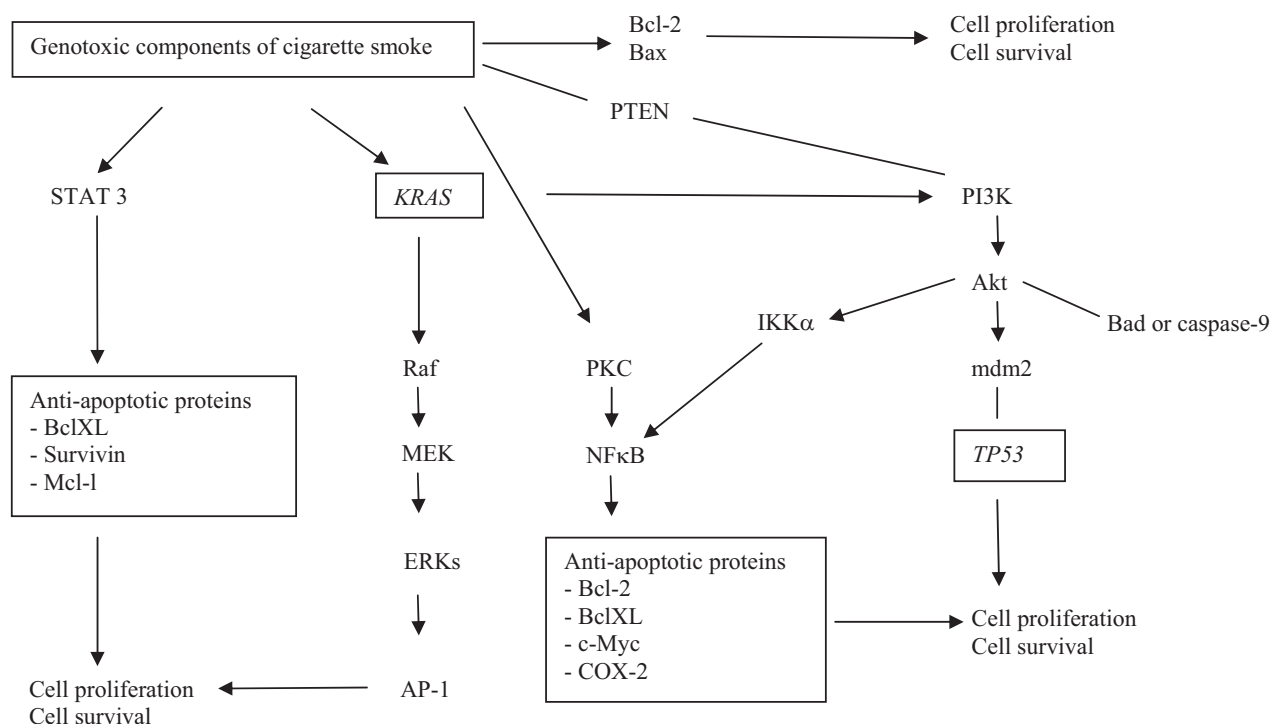 Genotoxic components of cigarette smoke
Bcl-2
Bax
Cell proliferation
Cell survival
PTEN
STAT 3
KRAS
PI3K
Akt
IKKα
Bad or caspase-9
Raf
PKC
mdm2
Anti-apoptotic proteins
- BclXL
- Survivin
- Mcl-l
MEK
NFκB
TP53
ERKs
Anti-apoptotic proteins
- Bcl-2
- BclXL
- c-Myc
- COX-2
Cell proliferation
Cell survival
Cell proliferation
Cell survival
AP-1